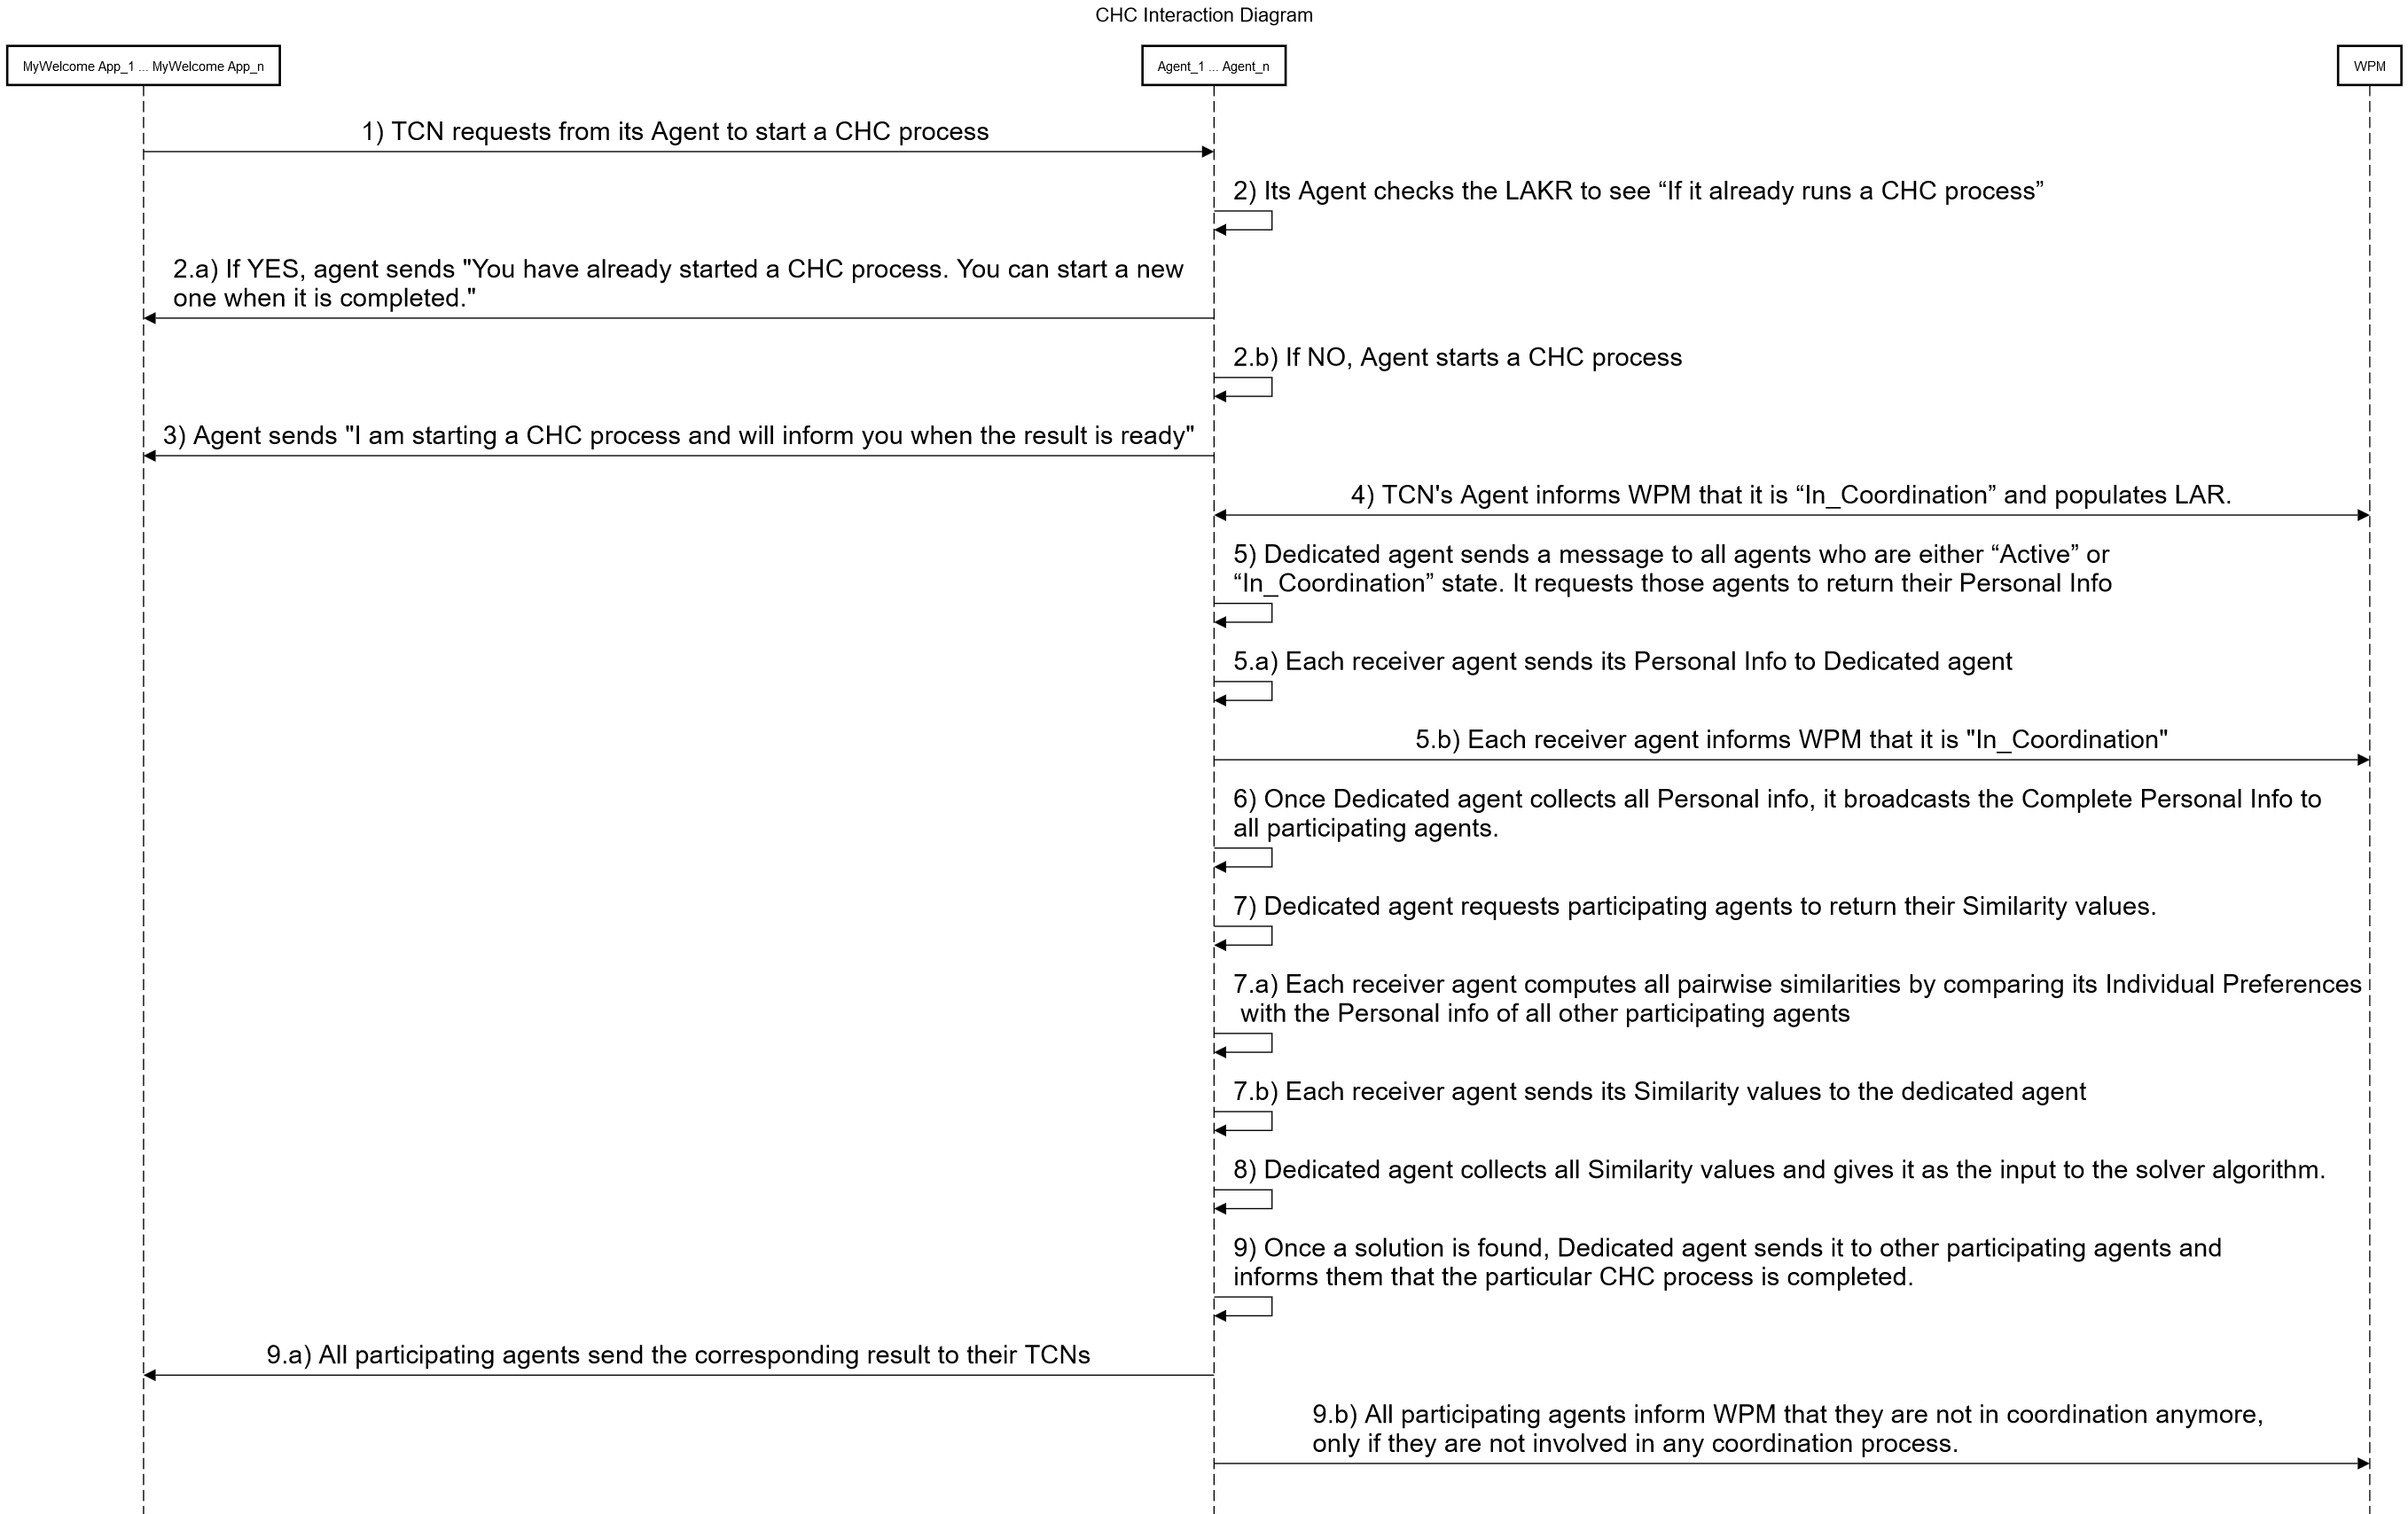 CHC Interaction Diagram
MyWelcome App_1 ... MyWelcome App_n
Agent_1 ... Agent_n
WPM
1) TCN requests from its Agent to start a CHC process
2) Its Agent checks the LAKR to see “If it already runs a CHC process”
2.a) If YES, agent sends "You have already started a CHC process. You can start a new
one when it is completed."
2.b) If NO, Agent starts a CHC process
3) Agent sends "I am starting a CHC process and will inform you when the result is ready"
4) TCN's Agent informs WPM that it is “In_Coordination” and populates LAR.
5) Dedicated agent sends a message to all agents who are either “Active” or
“In_Coordination” state. It requests those agents to return their Personal Info
5.a) Each receiver agent sends its Personal Info to Dedicated agent
5.b) Each receiver agent informs WPM that it is "In_Coordination"
6) Once Dedicated agent collects all Personal info, it broadcasts the Complete Personal Info to
all participating agents.
7) Dedicated agent requests participating agents to return their Similarity values.
7.a) Each receiver agent computes all pairwise similarities by comparing its Individual Preferences
with the Personal info of all other participating agents
7.b) Each receiver agent sends its Similarity values to the dedicated agent
8) Dedicated agent collects all Similarity values and gives it as the input to the solver algorithm.
9) Once a solution is found, Dedicated agent sends it to other participating agents and
informs them that the particular CHC process is completed.
9.a) All participating agents send the corresponding result to their TCNs
9.b) All participating agents inform WPM that they are not in coordination anymore,
only if they are not involved in any coordination process.